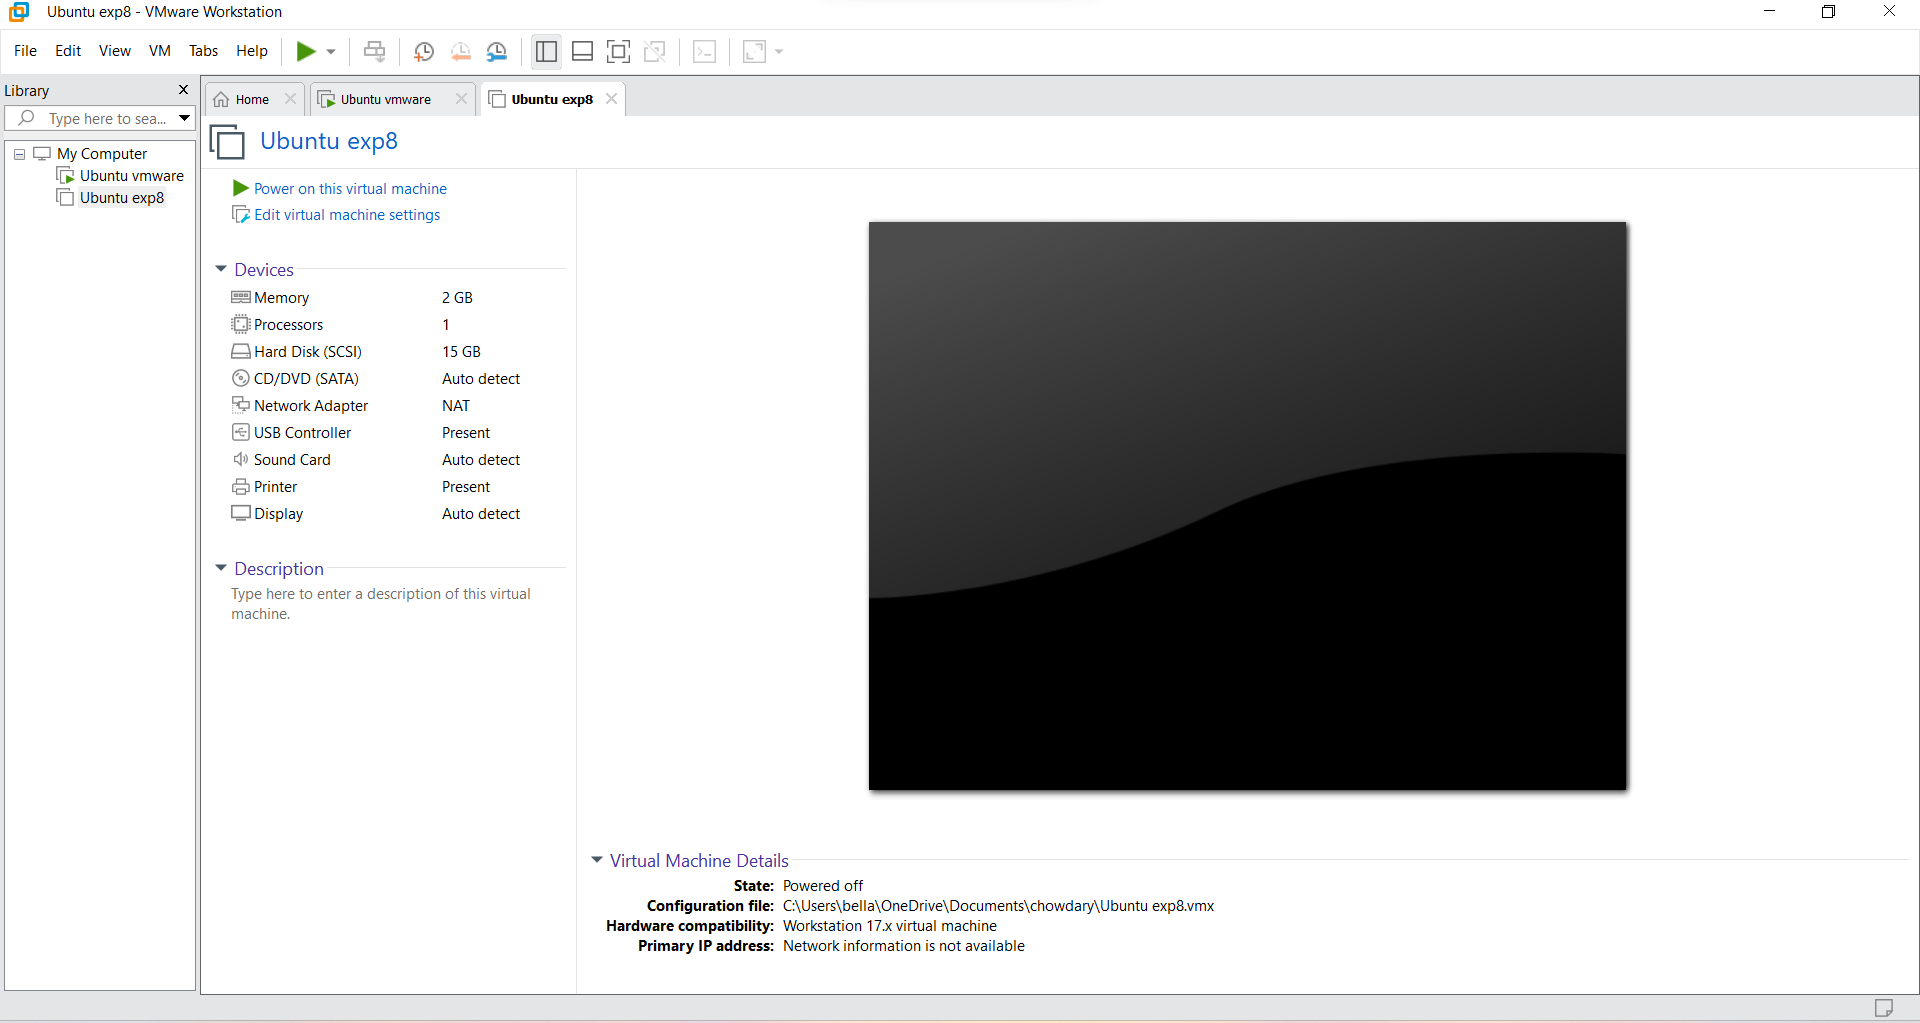 Ubuntu exp8 - VMware Workstation
File Edit View VM Tabs Help
Library
Home
Ubuntu vmware
Ubuntu exp8
Type here to sea...
Ubuntu exp8
My Computer
Ubuntu vmware
Ubuntu exp8
Power on this virtual machine
Edit virtual machine settings
Devices
Memory 2 GB
Processors 1
Hard Disk (SCSI) 15 GB
CD/DVD (SATA) Auto detect
Network Adapter NAT
USB Controller Present
Sound Card Auto detect
Printer Present
Display Auto detect
Description
Type here to enter a description of this virtual
machine.
Virtual Machine Details
State: Powered off
Configuration file: C:\Users\bella\OneDrive\Documents\chowdary\Ubuntu exp8.vmx
Hardware compatibility: Workstation 17.x virtual machine
Primary IP address: Network information is not available